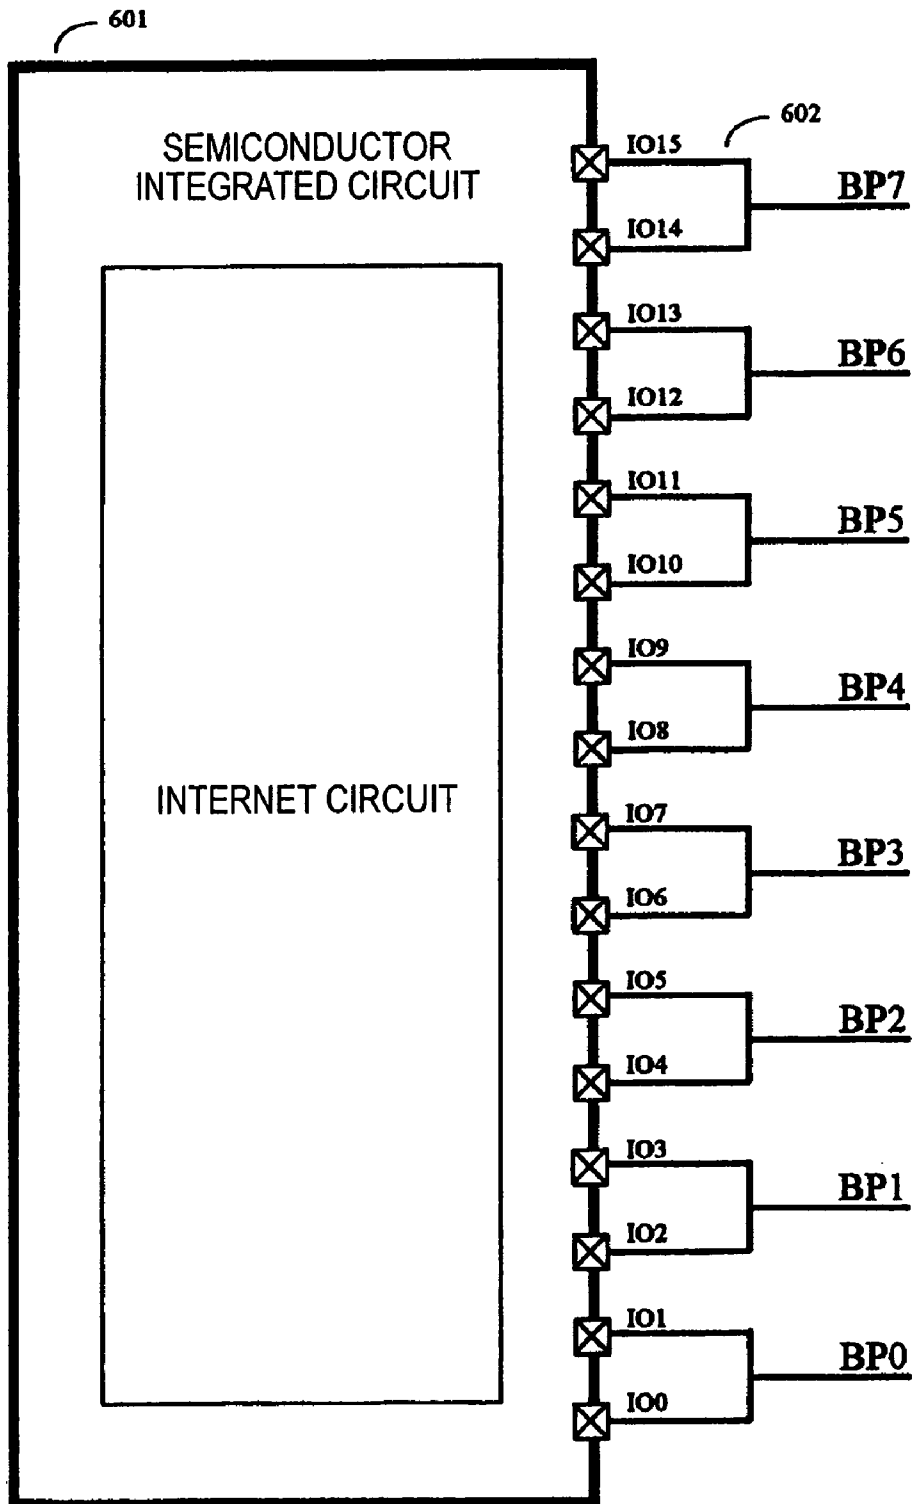 601
602
SEMICONDUCTOR
INTEGRATED CIRCUIT
IO15
BP7
IO14
IO13
BP6
IO12
IO11
BP5
IO10
IO9
BP4
IO8
INTERNET CIRCUIT
IO7
BP3
IO6
IO5
BP2
IO4
IO3
BP1
IO2
IO1
BP0
IO0